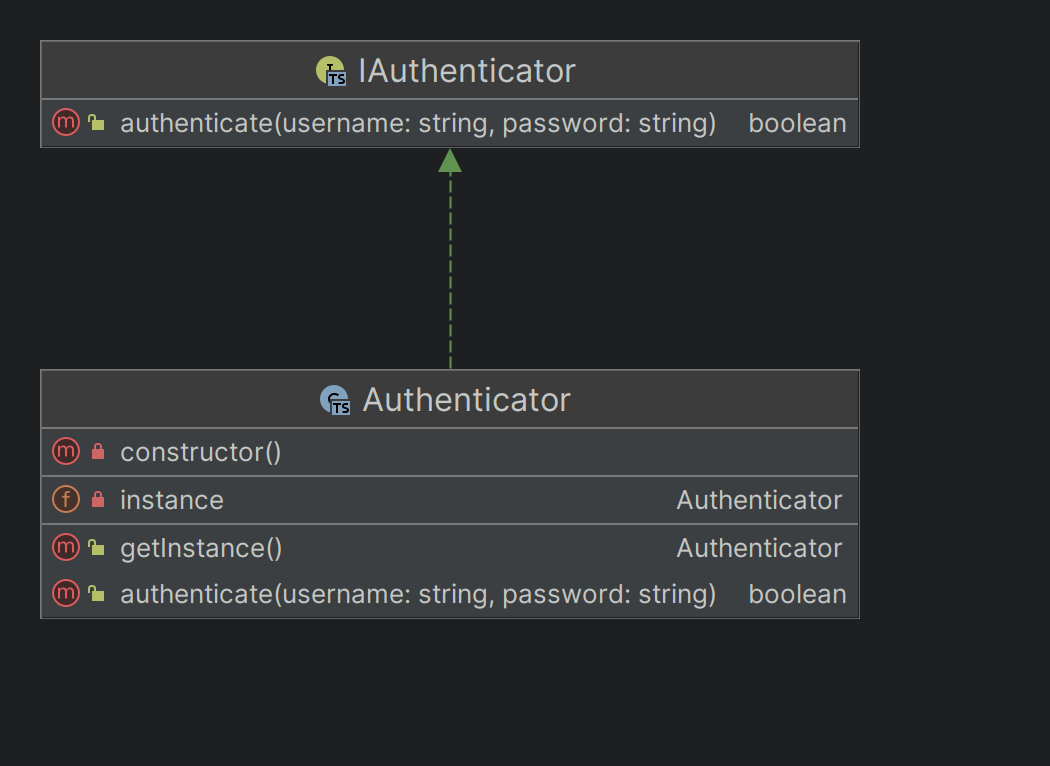 IAuthenticator
authenticate(username: string, password: string) boolean
Authenticator
constructor()
instance Authenticator
getInstance() Authenticator
authenticate(username: string, password: string) boolean